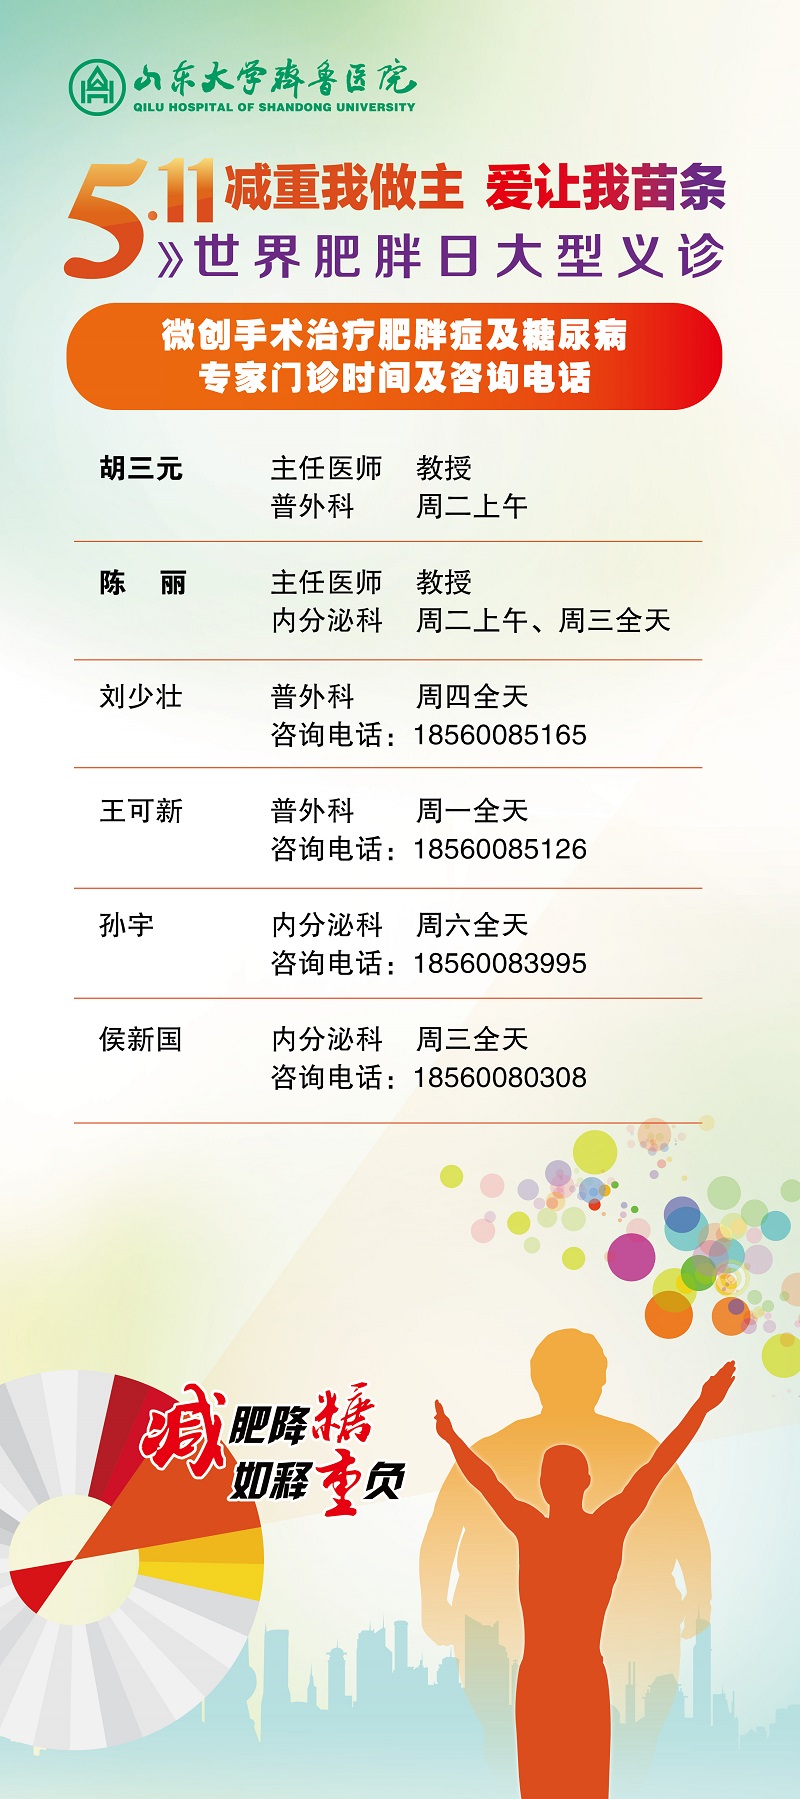 山东大学齐鲁医院
QILU HOSPITAL OF SHANDONG UNIVERSITY
5.11 减重我做主 爱让我苗条
》世界肥胖日大型义诊
微创手术治疗肥胖症及糖尿病
专家门诊时间及咨询电话
胡三元 主任医师 教授
普外科 周二上午
陈 丽 主任医师 教授
内分泌科 周二上午、周三全天
刘少壮 普外科 周四全天
咨询电话：18560085165
王可新 普外科 周一全天
咨询电话：18560085126
孙宇 内分泌科 周六全天
咨询电话：18560083995
侯新国 内分泌科 周三全天
咨询电话：18560080308
减肥降糖
如释重负